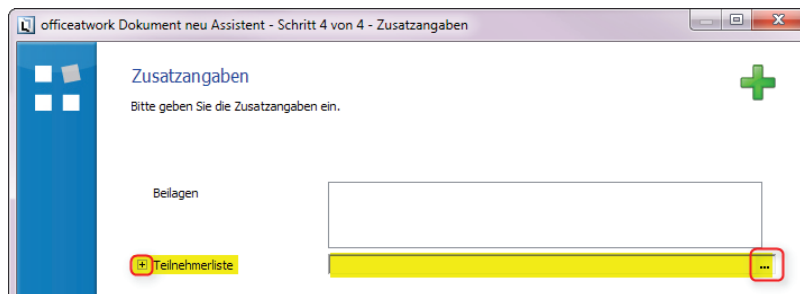 officeatwork Dokument neu Assistent - Schritt 4 von 4 - Zusatzangaben
Zusatzangaben
Bitte geben Sie die Zusatzangaben ein.
Beilagen
Teilnehmerliste
...